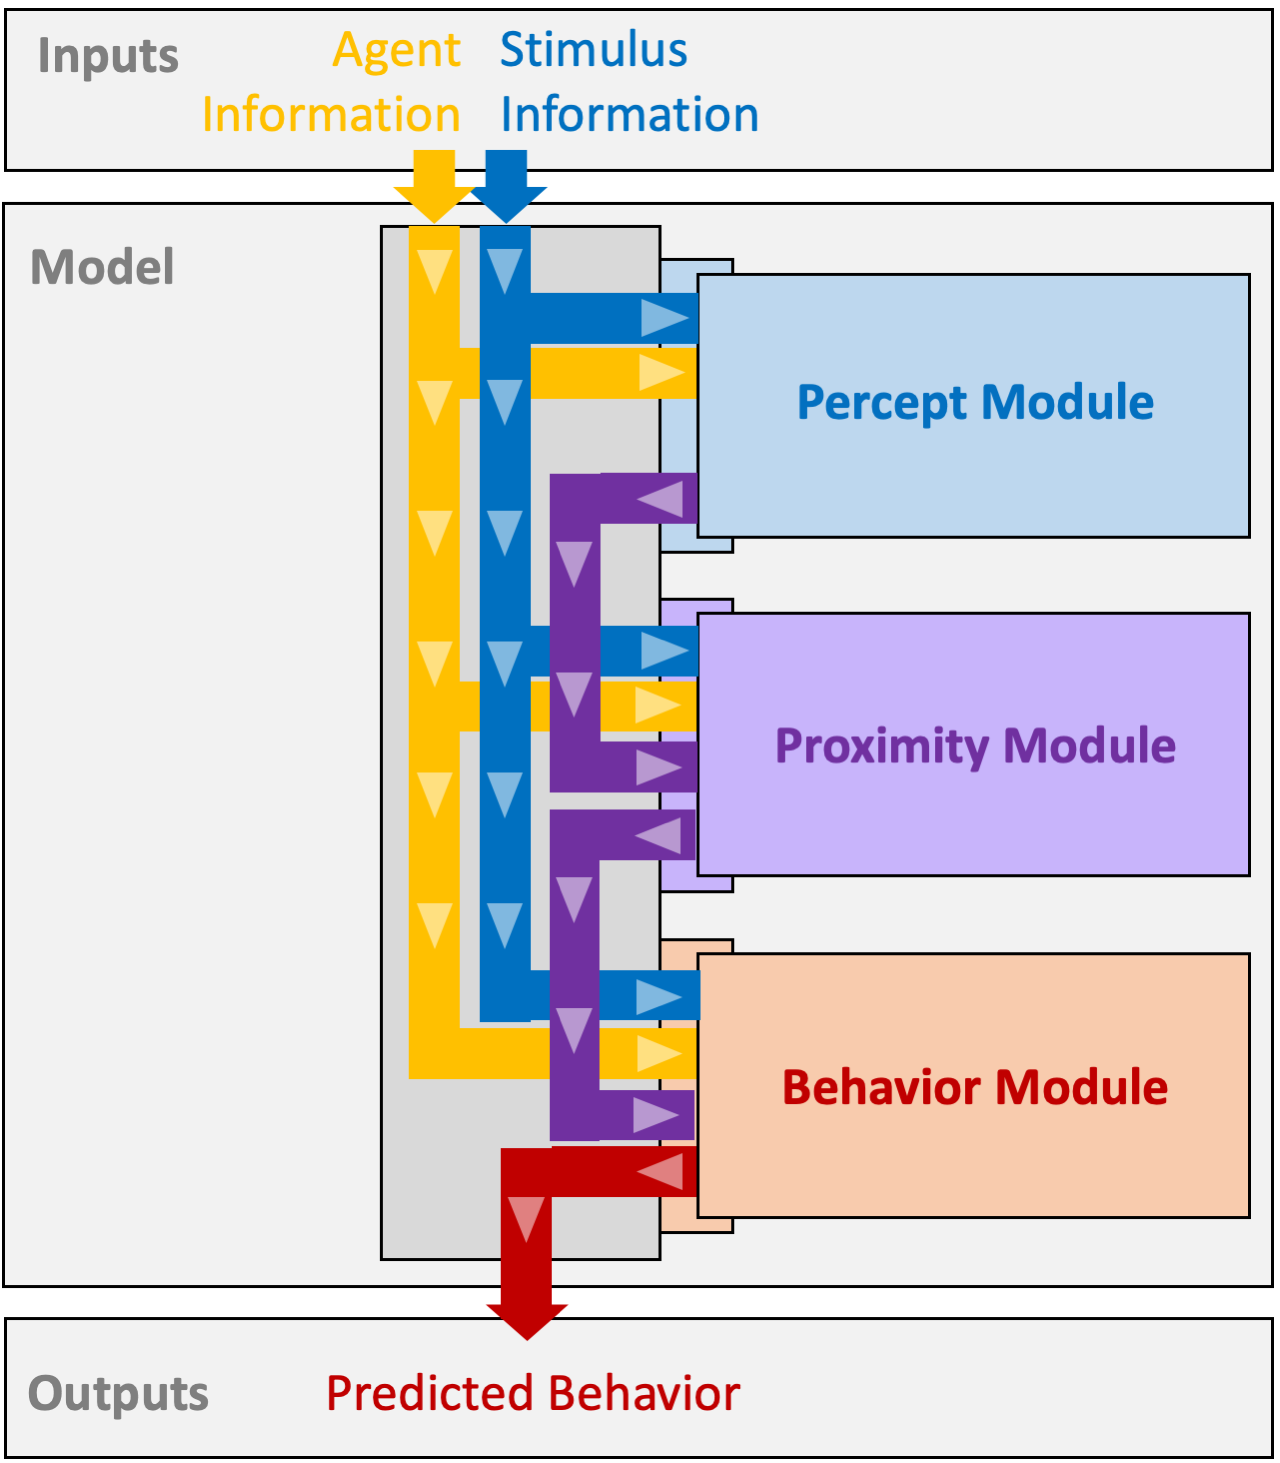 Inputs
Agent Information
Stimulus Information
Model
Percept Module
Proximity Module
Behavior Module
Outputs
Predicted Behavior